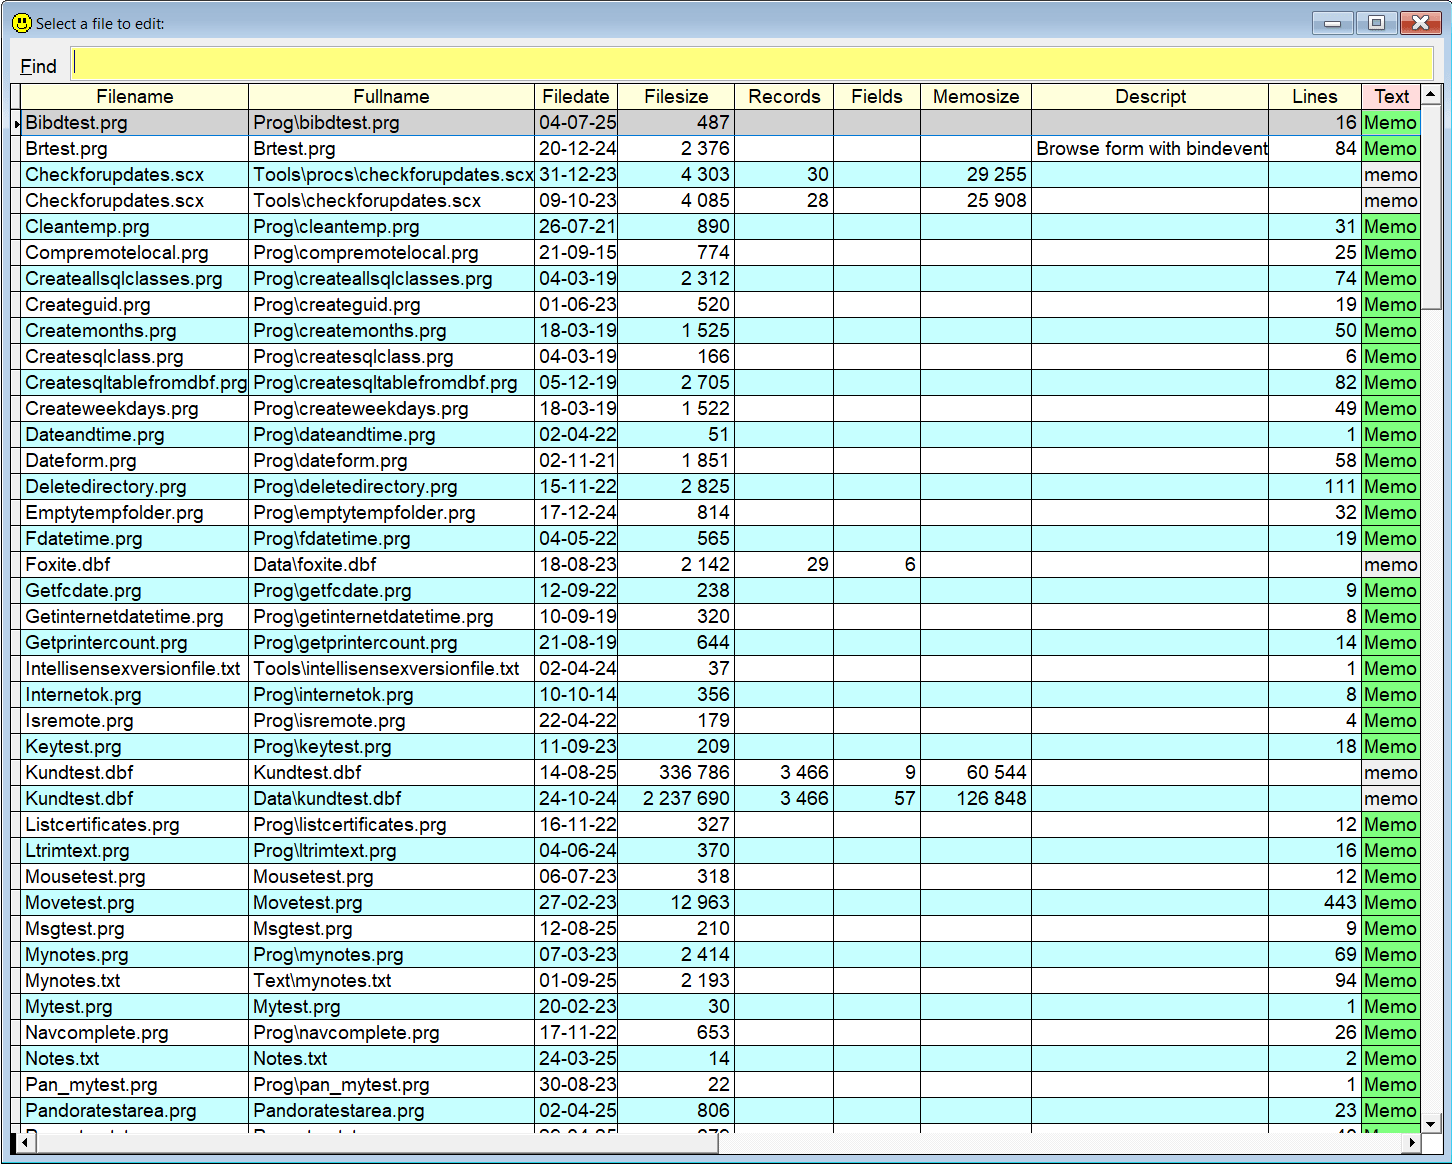 Select a file to edit:
Find
Filename Fullname Filedate Filesize Records Fields Memosize Descript Lines Text
Bibdtest.prg Prog\bibdtest.prg 04-07-25 487 16 Memo
Brtest.prg Brtest.prg 20-12-24 2 376 Browse form with bindevent 84 Memo
Checkforupdates.scx Tools\procs\checkforupdates.scx 31-12-23 4 303 30 29 255 memo
Checkforupdates.scx Tools\checkforupdates.scx 09-10-23 4 085 28 25 908 memo
Cleantemp.prg Prog\cleantemp.prg 26-07-21 890 31 Memo
Compremotelocal.prg Prog\compremotelocal.prg 21-09-15 774 25 Memo
Createallsqlclasses.prg Prog\createallsqlclasses.prg 04-03-19 2 312 74 Memo
Createguid.prg Prog\createguid.prg 01-06-23 520 19 Memo
Createmonths.prg Prog\createmonths.prg 18-03-19 1 525 50 Memo
Createsqlclass.prg Prog\createsqlclass.prg 04-03-19 166 6 Memo
Createsqltablefromdbf.prg Prog\createsqltablefromdbf.prg 05-12-19 2 705 82 Memo
Createweekdays.prg Prog\createweekdays.prg 18-03-19 1 522 49 Memo
Dateandtime.prg Prog\dateandtime.prg 02-04-22 51 1 Memo
Dateform.prg Prog\dateform.prg 02-11-21 1 851 58 Memo
Deletedirectory.prg Prog\deletedirectory.prg 15-11-22 2 825 111 Memo
Emptytempfolder.prg Prog\emptytempfolder.prg 17-12-24 814 32 Memo
Fdatetime.prg Prog\fdatetime.prg 04-05-22 565 19 Memo
Foxite.dbf Data\foxite.dbf 18-08-23 2 142 29 6 memo
Getfcdate.prg Prog\getfcdate.prg 12-09-22 238 9 Memo
Getinternetdatetime.prg Prog\getinternetdatetime.prg 10-09-19 320 8 Memo
Getprintercount.prg Prog\getprintercount.prg 21-08-19 644 14 Memo
Intellisensexversionfile.txt Tools\intellisensexversionfile.txt 02-04-24 37 1 Memo
Internetok.prg Prog\internetok.prg 10-10-14 356 8 Memo
Isremote.prg Prog\isremote.prg 22-04-22 179 4 Memo
Keytest.prg Prog\keytest.prg 11-09-23 209 18 Memo
Kundtest.dbf Kundtest.dbf 14-08-25 336 786 3 466 9 60 544 memo
Kundtest.dbf Data\kundtest.dbf 24-10-24 2 237 690 3 466 57 126 848 memo
Listcertificates.prg Prog\listcertificates.prg 16-11-22 327 12 Memo
Ltrimtext.prg Prog\ltrimtext.prg 04-06-24 370 16 Memo
Mousetest.prg Mousetest.prg 06-07-23 318 12 Memo
Movetest.prg Movetest.prg 27-02-23 12 963 443 Memo
Msgtest.prg Msgtest.prg 12-08-25 210 9 Memo
Mynotes.prg Prog\mynotes.prg 07-03-23 2 414 69 Memo
Mynotes.txt Text\mynotes.txt 01-09-25 2 193 94 Memo
Mytest.prg Mytest.prg 20-02-23 30 1 Memo
Navcomplete.prg Prog\navcomplete.prg 17-11-22 653 26 Memo
Notes.txt Notes.txt 24-03-25 14 2 Memo
Pan_mytest.prg Prog\pan_mytest.prg 30-08-23 22 1 Memo
Pandoratestarea.prg Pandoratestarea.prg 02-04-25 806 23 Memo